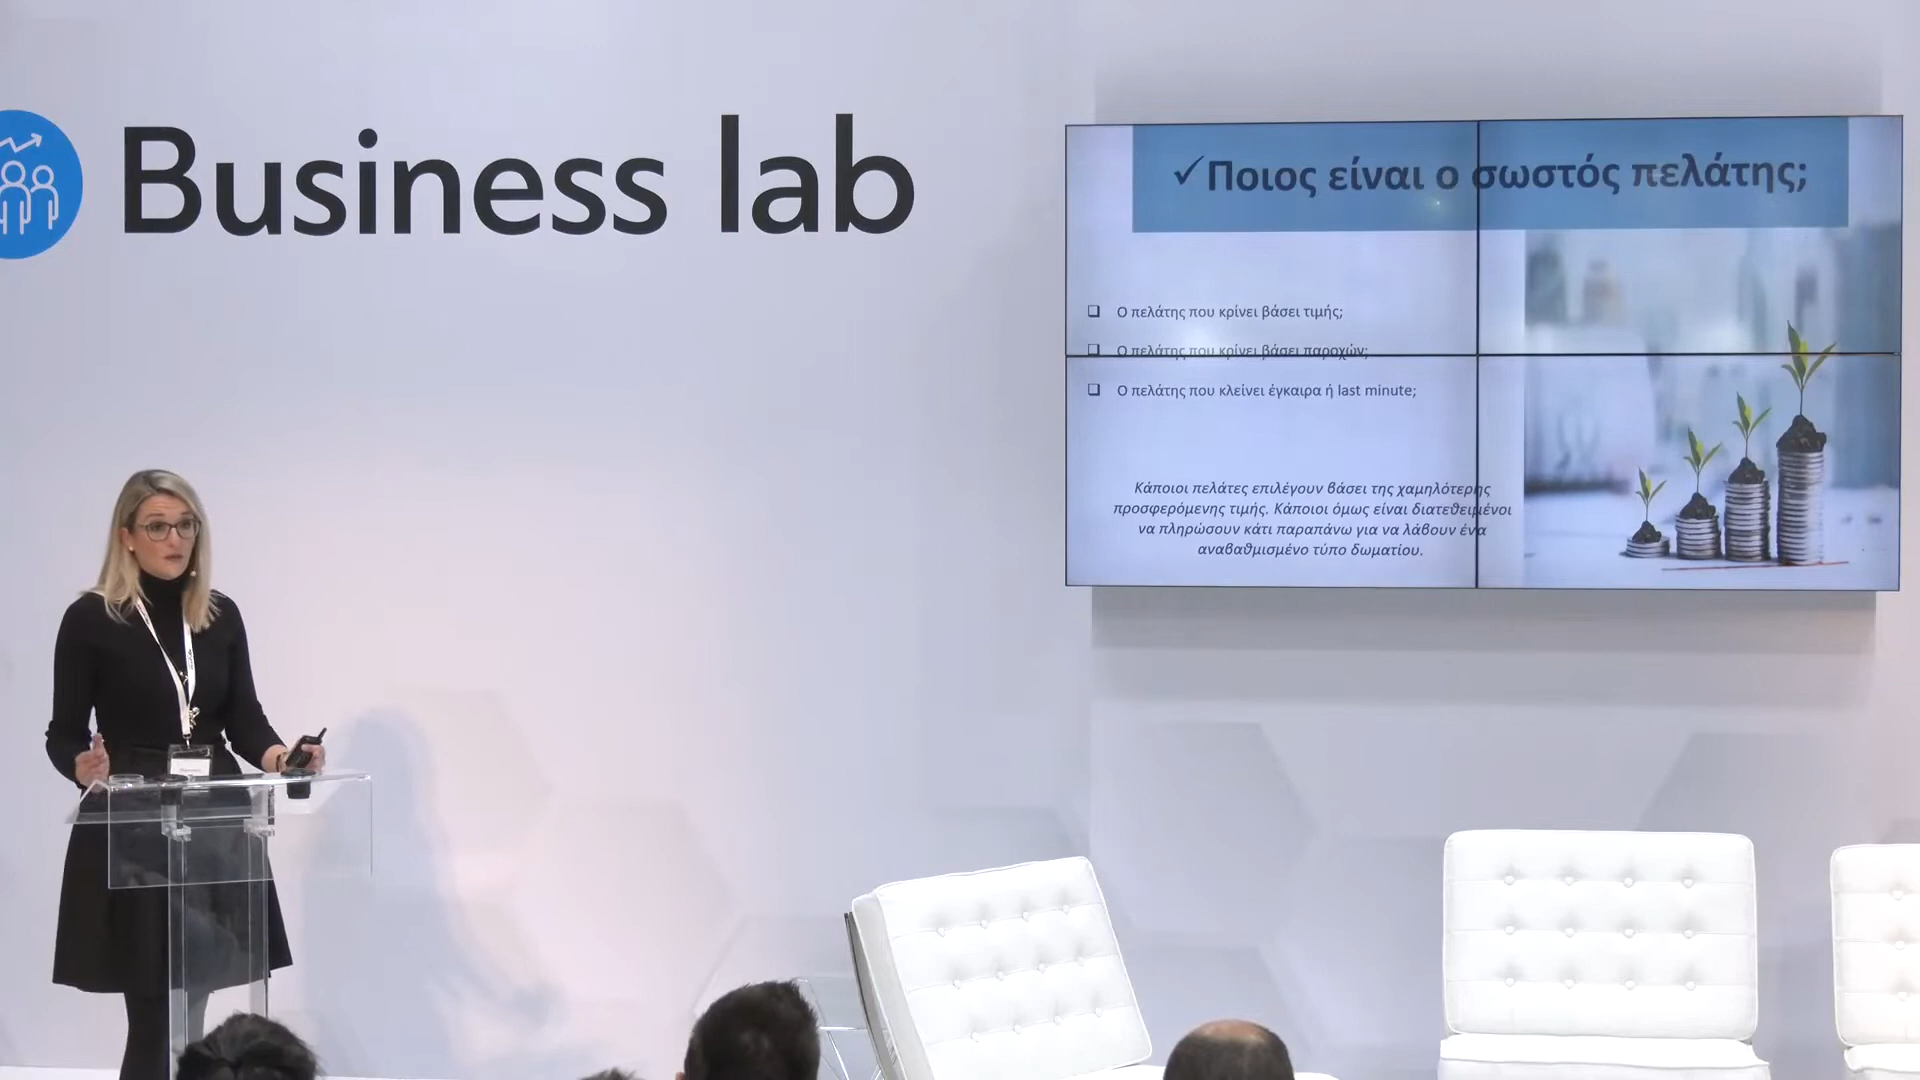 Business lab
✓Ποιος είναι ο σωστός πελάτης;
❑ Ο πελάτης που κρίνει βάσει τιμής;
❑ Ο πελάτης που κρίνει βάσει παροχών;
❑ Ο πελάτης που κλείνει έγκαιρα ή last minute;
Κάποιοι πελάτες επιλέγουν βάσει της χαμηλότερης
προσφερόμενης τιμής. Κάποιοι όμως είναι διατεθειμένοι
να πληρώσουν κάτι παραπάνω για να λάβουν ένα
αναβαθμισμένο τύπο δωματίου.